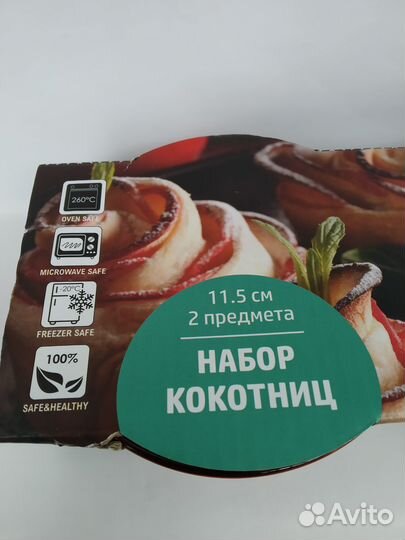 260°C
OVEN SAFE
MICROWAVE SAFE
-20°C
FREEZER SAFE
100%
SAFE&HEALTHY
11.5 см
2 предмета
НАБОР
КОКОТНИЦ
Avito